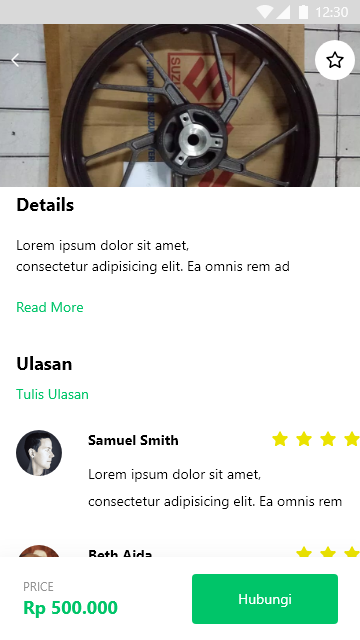 12:30
SUZUKI
Details
Lorem ipsum dolor sit amet,
consectetur adipisicing elit. Ea omnis rem ad
Read More
Ulasan
Tulis Ulasan
Samuel Smith
Lorem ipsum dolor sit amet,
consectetur adipisicing elit. Ea omnis rem
Beth Aida
PRICE
Rp 500.000
Hubungi